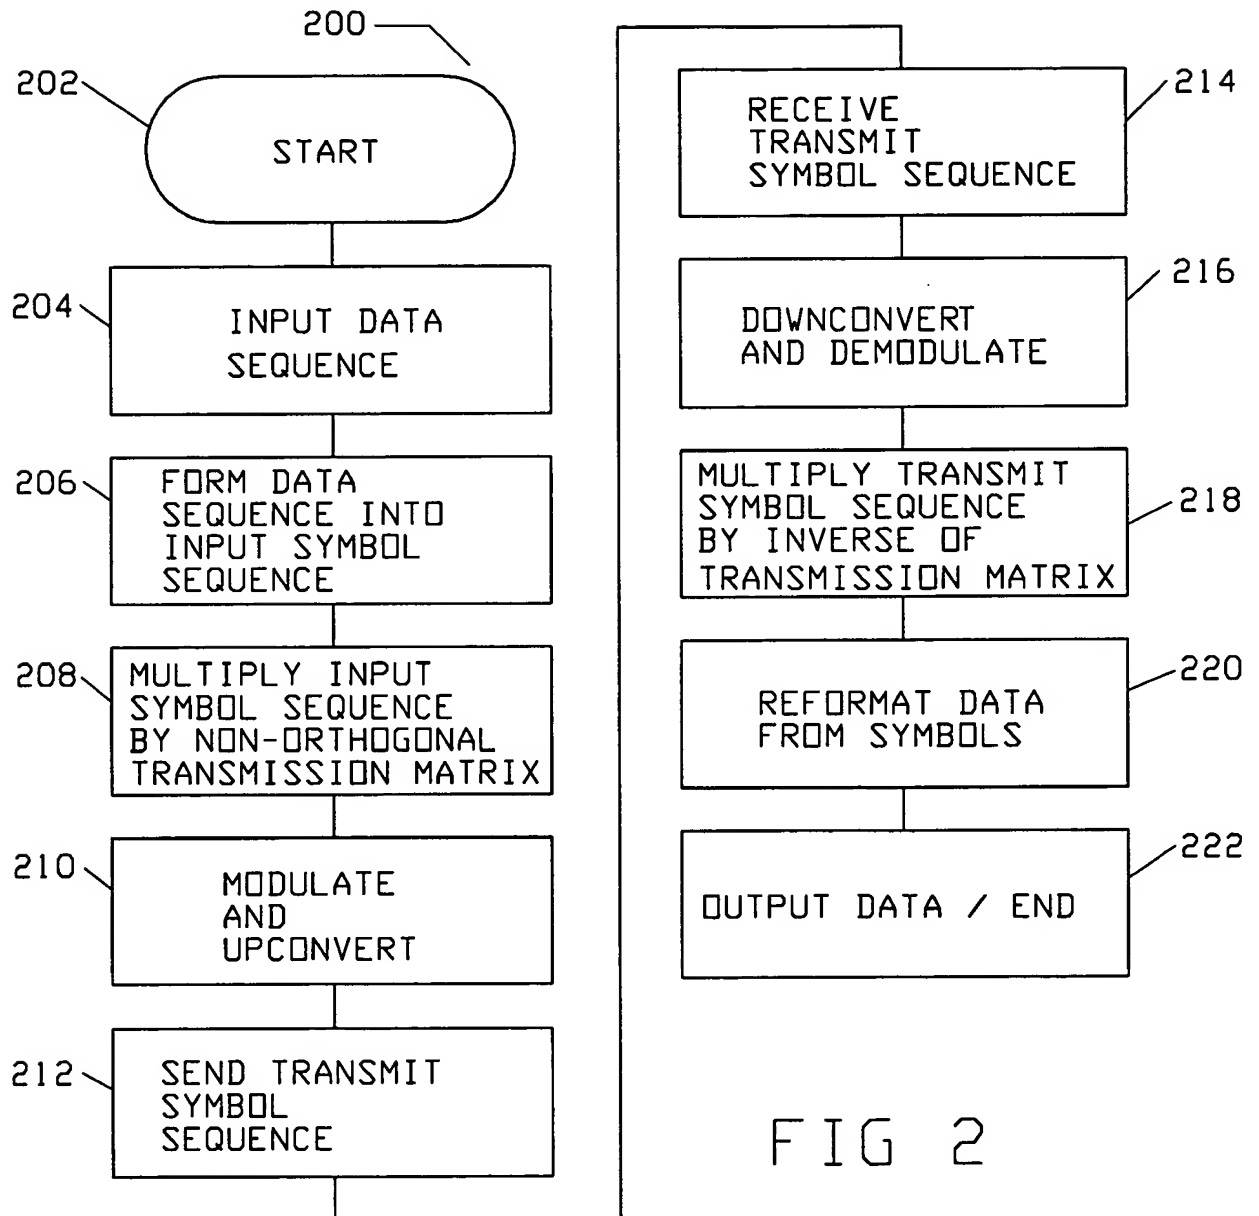 200
202
START
204
INPUT DATA
SEQUENCE
206
FORM DATA
SEQUENCE INTO
INPUT SYMBOL
SEQUENCE
208
MULTIPLY INPUT
SYMBOL SEQUENCE
BY NON-ORTHOGONAL
TRANSMISSION MATRIX
210
MODULATE
AND
UPCONVERT
212
SEND TRANSMIT
SYMBOL
SEQUENCE
214
RECEIVE
TRANSMIT
SYMBOL SEQUENCE
216
DOWNCONVERT
AND DEMODULATE
218
MULTIPLY TRANSMIT
SYMBOL SEQUENCE
BY INVERSE OF
TRANSMISSION MATRIX
220
REFORMAT DATA
FROM SYMBOLS
222
OUTPUT DATA / END
FIG 2